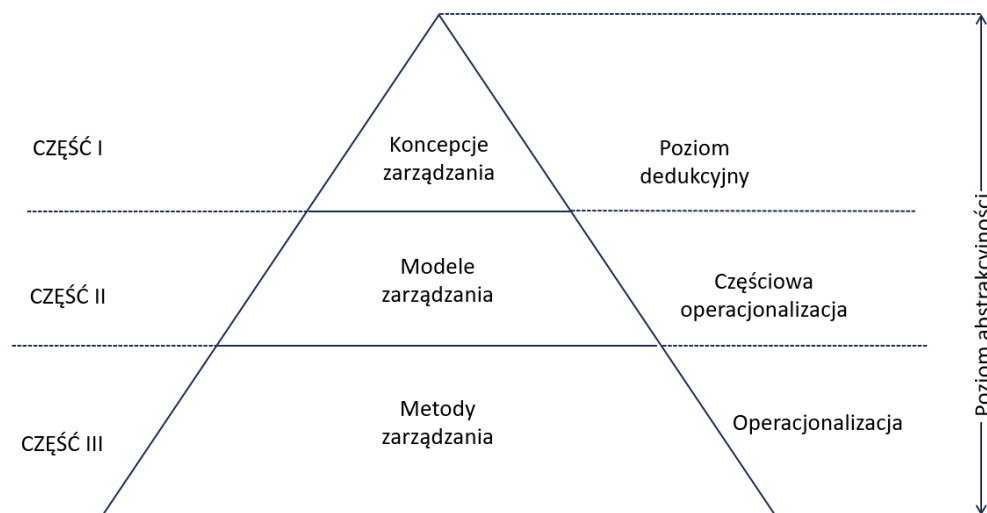 CZĘŚĆ I
Koncepcje
zarządzania
Poziom
dedukcyjny
CZĘŚĆ II
Modele
zarządzania
Częściowa
operacjonalizacja
CZĘŚĆ III
Metody
zarządzania
Operacjonalizacja
Poziom abstrakcyjności